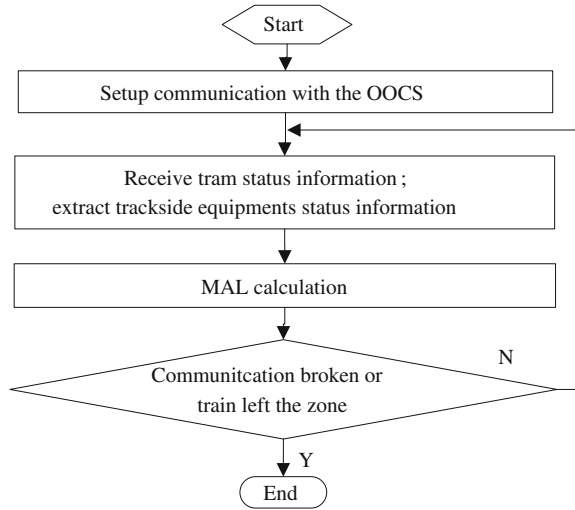 Start
Setup communication with the OOCS
Receive tram status information ;
extract trackside equipments status information
MAL calculation
Communitcation broken or
train left the zone
N
Y
End